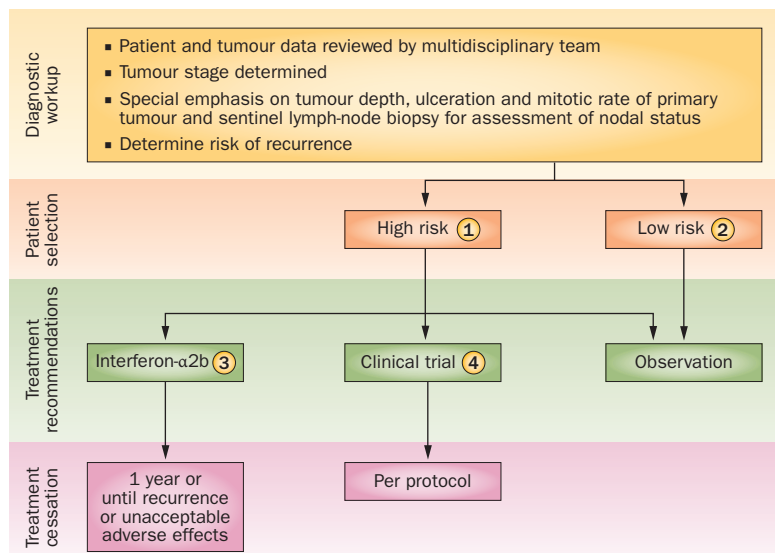 Diagnostic
workup
▪ Patient and tumour data reviewed by multidisciplinary team
▪ Tumour stage determined
▪ Special emphasis on tumour depth, ulceration and mitotic rate of primary
tumour and sentinel lymph-node biopsy for assessment of nodal status
▪ Determine risk of recurrence
Patient
selection
High risk 1
Low risk 2
Treatment
recommendations
Interferon-α2b 3
Clinical trial 4
Observation
Treatment
cessation
1 year or
until recurrence
or unacceptable
adverse effects
Per protocol